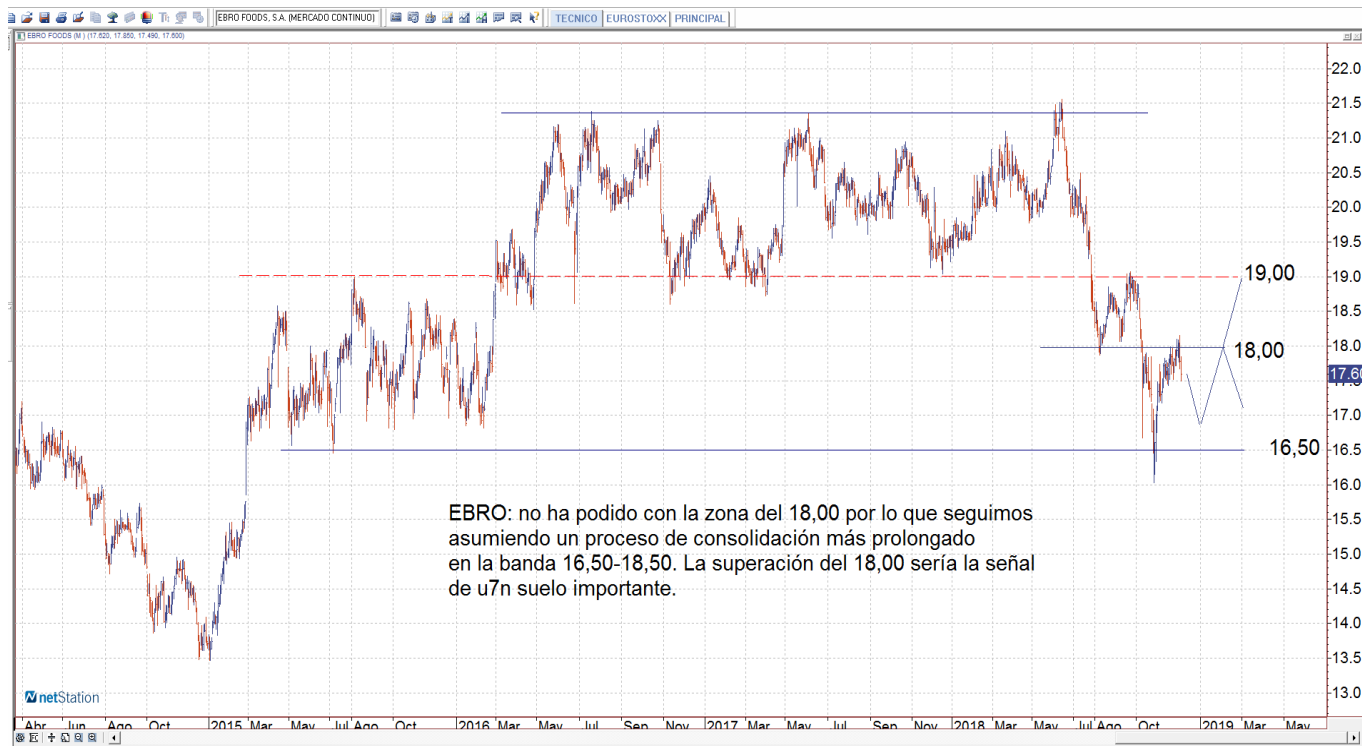 EBRO FOODS, S.A. (MERCADO CONTINUO)
TECNICO EUROSTOXX PRINCIPAL
EBRO FOODS (M ) (17.620, 17.850, 17.490, 17.600)
22.0
21.5
21.0
20.5
20.0
19.5
19.0
19,00
18.5
18.0
18,00
17.60
17.5
17.0
16.5
16,50
16.0
EBRO: no ha podido con la zona del 18,00 por lo que seguimos
asumiendo un proceso de consolidación más prolongado
en la banda 16,50-18,50. La superación del 18,00 sería la señal
de u7n suelo importante.
15.5
15.0
14.5
14.0
13.5
13.0
netStation
Abr Jun Ago Oct 2015 Mar May Jul Ago Oct 2016 Mar May Jul Sep Nov 2017 Mar May Jul Sep Nov 2018 Mar May Jul Ago Oct 2019 Mar May